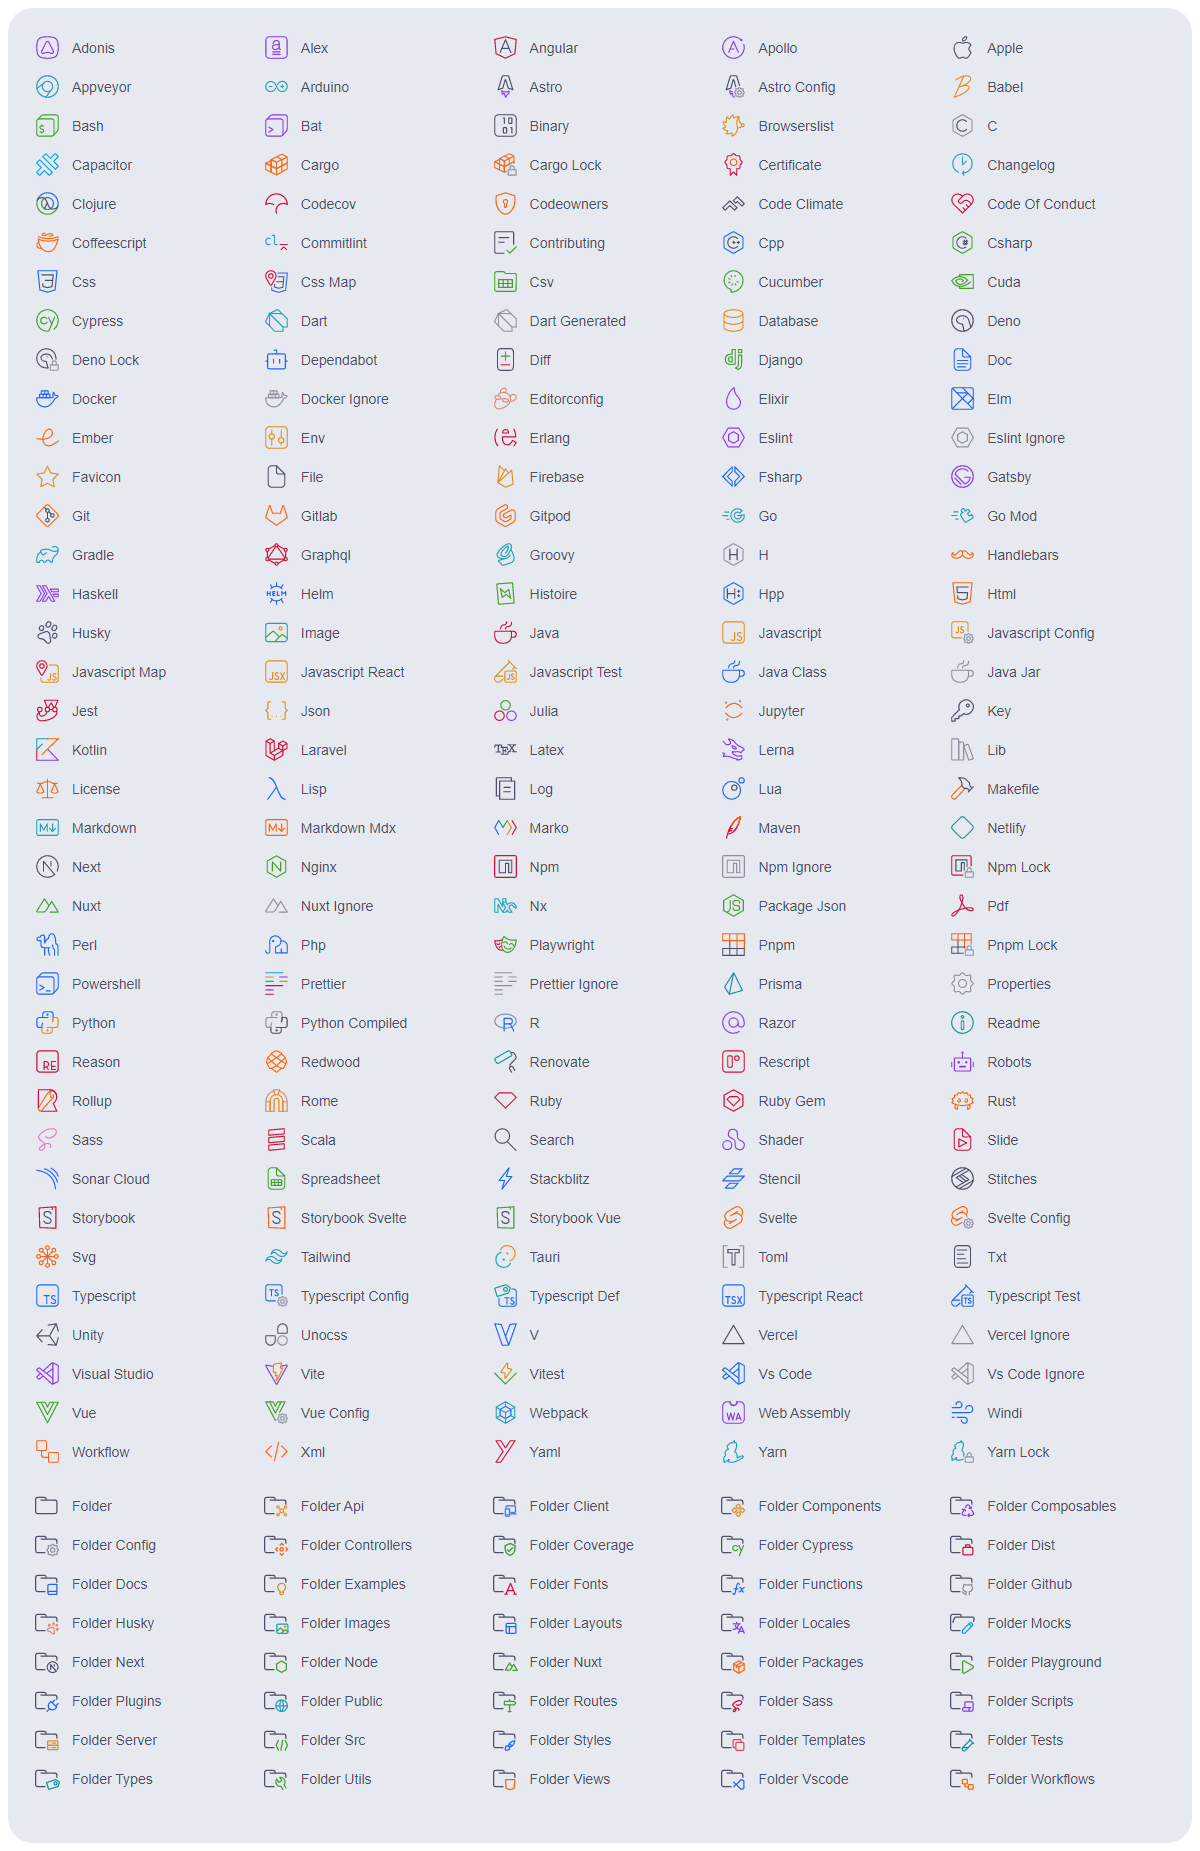 Adonis Alex Angular Apollo Apple
Appveyor Arduino Astro Astro Config Babel
Bash Bat Binary Browserslist C
Capacitor Cargo Cargo Lock Certificate Changelog
Clojure Codecov Codeowners Code Climate Code Of Conduct
Coffeescript Commitlint Contributing Cpp Csharp
Css Css Map Csv Cucumber Cuda
Cypress Dart Dart Generated Database Deno
Deno Lock Dependabot Diff Django Doc
Docker Docker Ignore Editorconfig Elixir Elm
Ember Env Erlang Eslint Eslint Ignore
Favicon File Firebase Fsharp Gatsby
Git Gitlab Gitpod Go Go Mod
Gradle Graphql Groovy H Handlebars
Haskell Helm Histoire Hpp Html
Husky Image Java Javascript Javascript Config
Javascript Map Javascript React Javascript Test Java Class Java Jar
Jest Json Julia Jupyter Key
Kotlin Laravel Latex Lerna Lib
License Lisp Log Lua Makefile
Markdown Markdown Mdx Marko Maven Netlify
Next Nginx Npm Npm Ignore Npm Lock
Nuxt Nuxt Ignore Nx Package Json Pdf
Perl Php Playwright Pnpm Pnpm Lock
Powershell Prettier Prettier Ignore Prisma Properties
Python Python Compiled R Razor Readme
Reason Redwood Renovate Rescript Robots
Rollup Rome Ruby Ruby Gem Rust
Sass Scala Search Shader Slide
Sonar Cloud Spreadsheet Stackblitz Stencil Stitches
Storybook Storybook Svelte Storybook Vue Svelte Svelte Config
Svg Tailwind Tauri Toml Txt
Typescript Typescript Config Typescript Def Typescript React Typescript Test
Unity Unocss V Vercel Vercel Ignore
Visual Studio Vite Vitest Vs Code Vs Code Ignore
Vue Vue Config Webpack Web Assembly Windi
Workflow Xml Yaml Yarn Yarn Lock
Folder Folder Api Folder Client Folder Components Folder Composables
Folder Config Folder Controllers Folder Coverage Folder Cypress Folder Dist
Folder Docs Folder Examples Folder Fonts Folder Functions Folder Github
Folder Husky Folder Images Folder Layouts Folder Locales Folder Mocks
Folder Next Folder Node Folder Nuxt Folder Packages Folder Playground
Folder Plugins Folder Public Folder Routes Folder Sass Folder Scripts
Folder Server Folder Src Folder Styles Folder Templates Folder Tests
Folder Types Folder Utils Folder Views Folder Vscode Folder Workflows